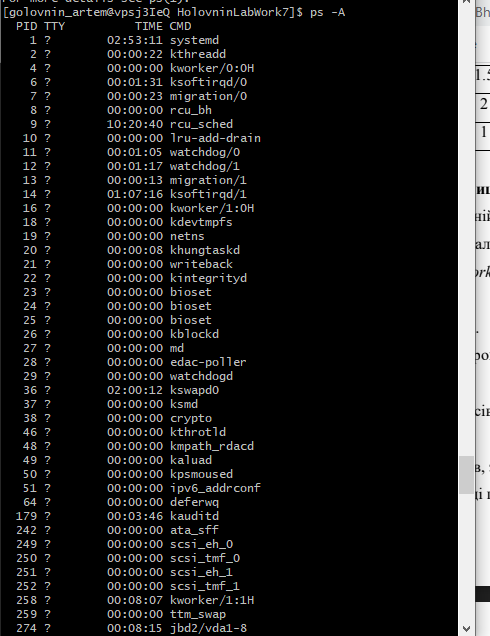 For more details see ps(1).
[golovnin_artem@vpsj3IeQ HolovninLabWork7]$ ps -A
PID TTY TIME CMD
1 ? 02:53:11 systemd
2 ? 00:00:22 kthreadd
4 ? 00:00:00 kworker/0:0H
6 ? 00:01:31 ksoftirqd/0
7 ? 00:00:23 migration/0
8 ? 00:00:00 rcu_bh
9 ? 10:20:40 rcu_sched
10 ? 00:00:00 lru-add-drain
11 ? 00:01:05 watchdog/0
12 ? 00:01:17 watchdog/1
13 ? 00:00:13 migration/1
14 ? 01:07:16 ksoftirqd/1
16 ? 00:00:00 kworker/1:0H
18 ? 00:00:00 kdevtmpfs
19 ? 00:00:00 netns
20 ? 00:00:08 khungtaskd
21 ? 00:00:00 writeback
22 ? 00:00:00 kintegrityd
23 ? 00:00:00 bioset
24 ? 00:00:00 bioset
25 ? 00:00:00 bioset
26 ? 00:00:00 kblockd
27 ? 00:00:00 md
28 ? 00:00:00 edac-poller
29 ? 00:00:00 watchdogd
36 ? 02:00:12 kswapd0
37 ? 00:00:00 ksmd
38 ? 00:00:00 crypto
46 ? 00:00:00 kthrotld
48 ? 00:00:00 kmpath_rdacd
49 ? 00:00:00 kaluad
50 ? 00:00:00 kpsmoused
51 ? 00:00:00 ipv6_addrconf
64 ? 00:00:00 deferwq
179 ? 00:03:46 kauditd
242 ? 00:00:00 ata_sff
249 ? 00:00:00 scsi_eh_0
250 ? 00:00:00 scsi_tmf_0
251 ? 00:00:00 scsi_eh_1
252 ? 00:00:00 scsi_tmf_1
258 ? 00:08:07 kworker/1:1H
259 ? 00:00:00 ttm_swap
274 ? 00:08:15 jbd2/vda1-8